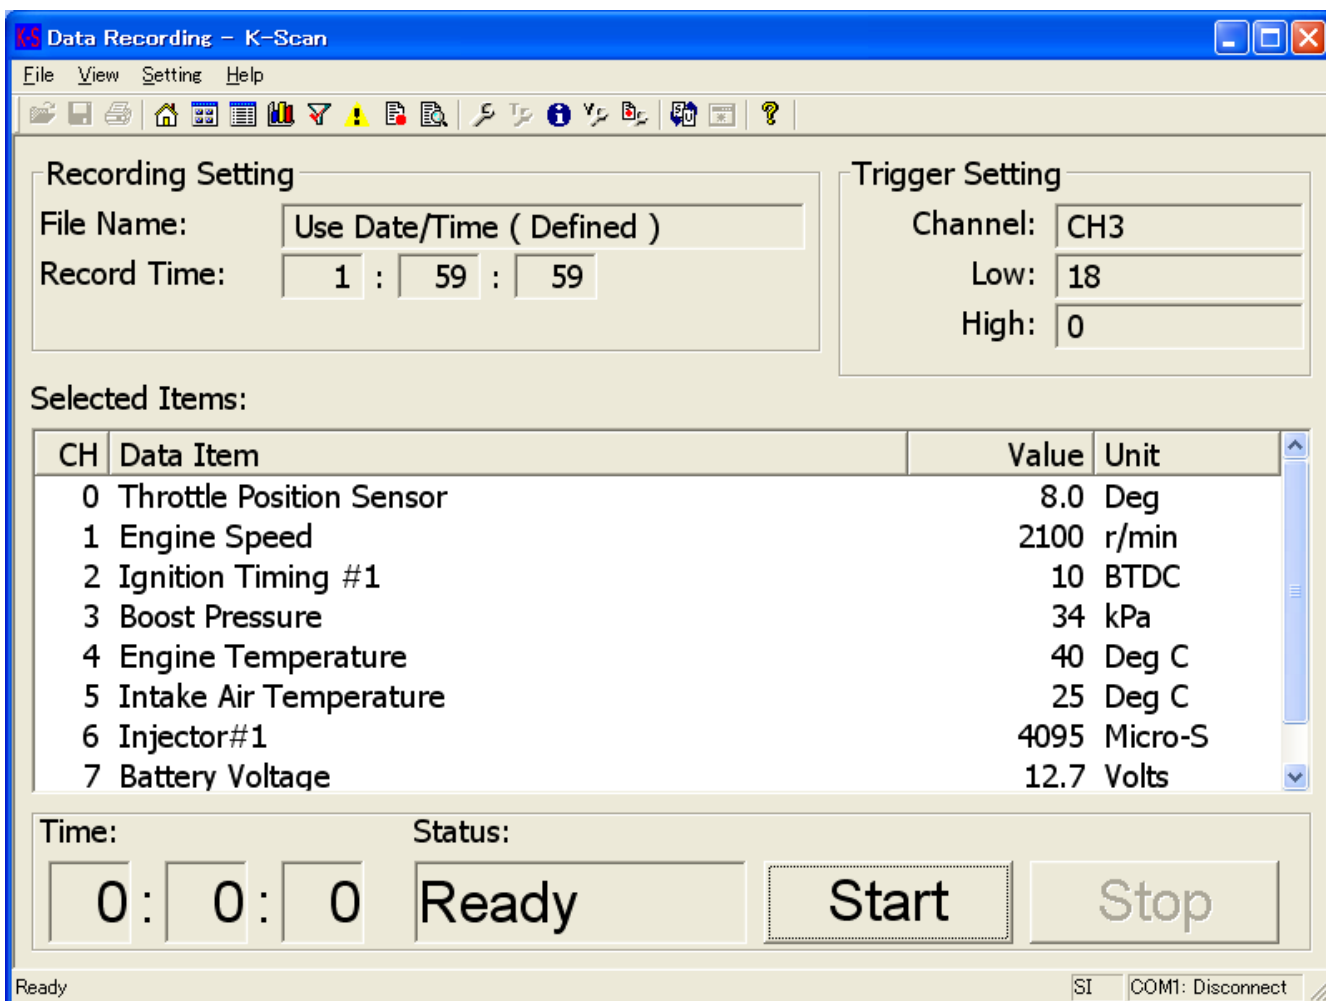 K-S Data Recording - K-Scan
File View Setting Help
Recording Setting
File Name: Use Date/Time ( Defined )
Record Time: 1 : 59 : 59
Trigger Setting
Channel: CH3
Low: 18
High: 0
Selected Items:
CH Data Item Value Unit
0 Throttle Position Sensor 8.0 Deg
1 Engine Speed 2100 r/min
2 Ignition Timing #1 10 BTDC
3 Boost Pressure 34 kPa
4 Engine Temperature 40 Deg C
5 Intake Air Temperature 25 Deg C
6 Injector#1 4095 Micro-S
7 Battery Voltage 12.7 Volts
Time: Status:
0 : 0 : 0 Ready Start Stop
Ready SI COM1: Disconnect